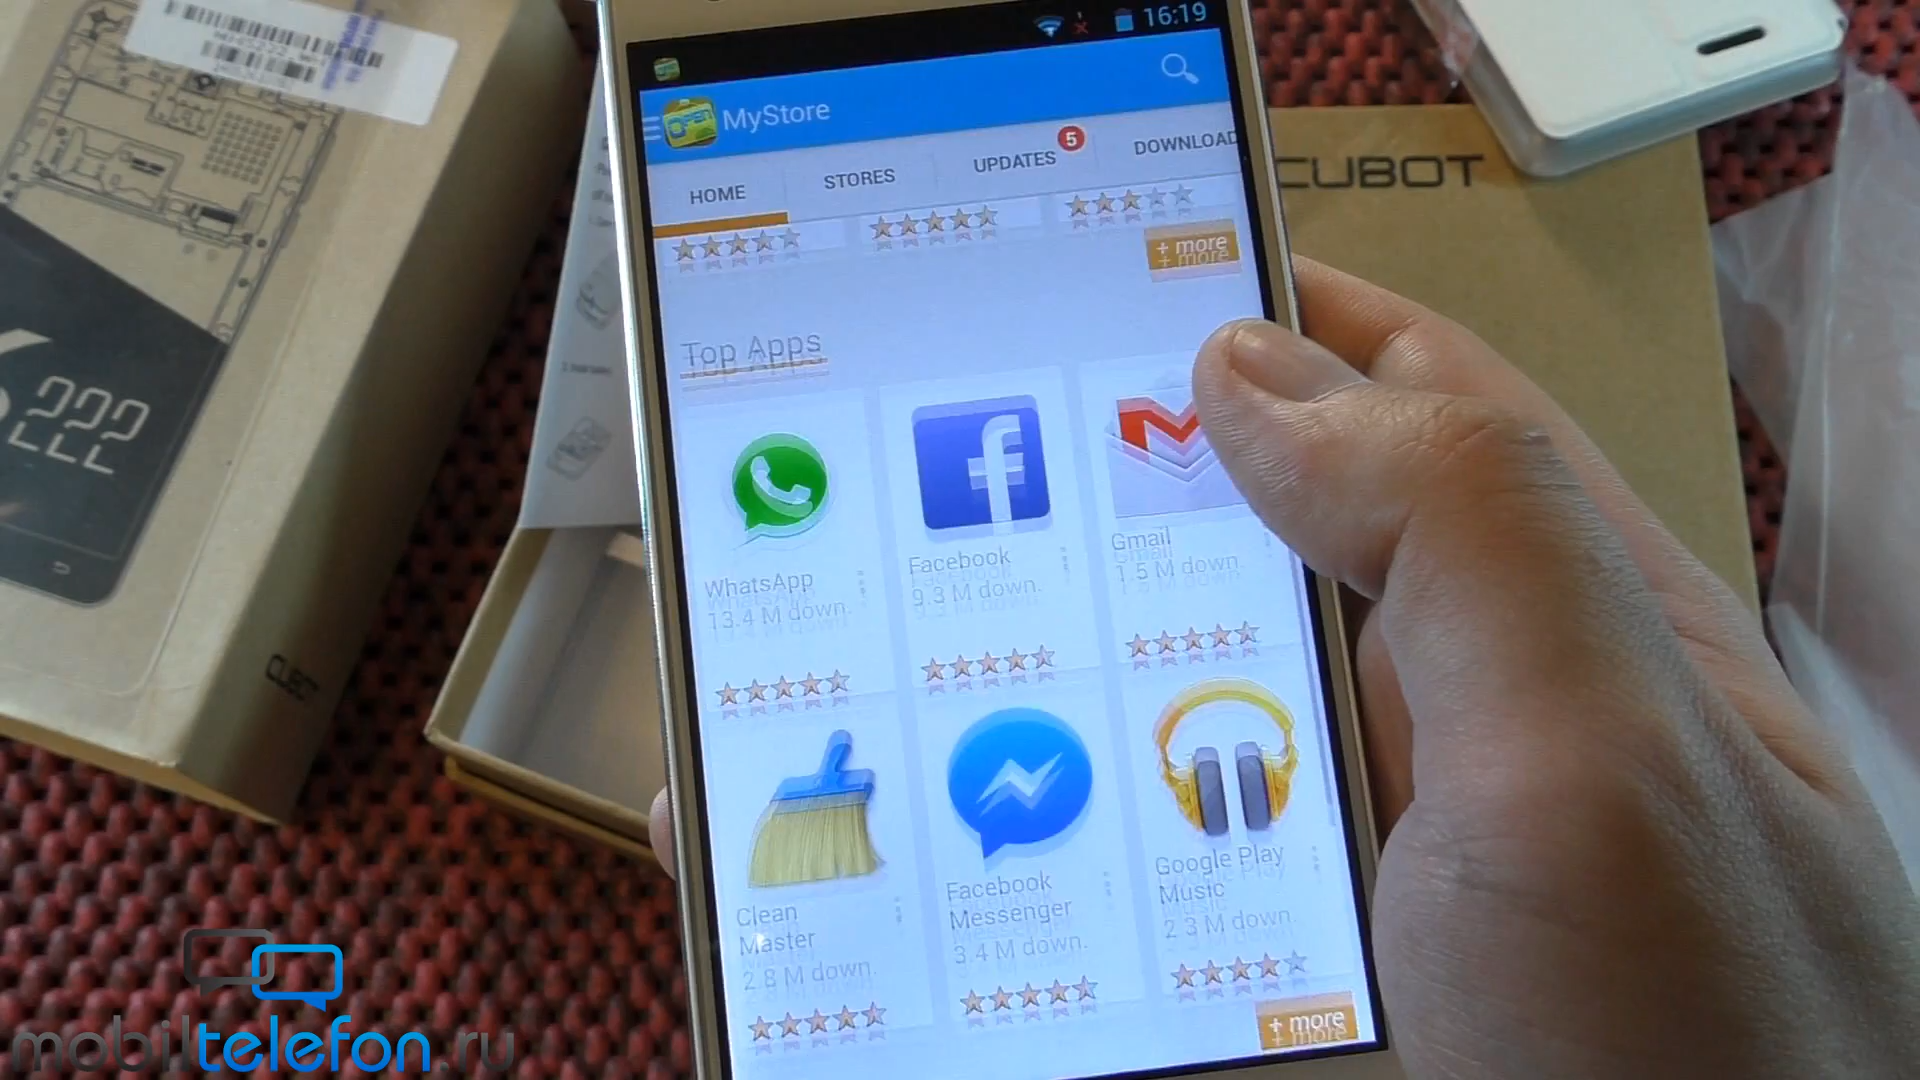 16:19
MyStore
HOME
STORES
UPDATES
5
DOWNLOAD
+ more
Top Apps
WhatsApp
13.4 M down.
Facebook
9.3 M down.
Gmail
1.5 M down.
Clean
Master
2.8 M down.
Facebook
Messenger
3.4 M down.
Google Play
Music
2.3 M down.
+ more
CUBOT
6222
CUBOT
mobiltelefon.ru